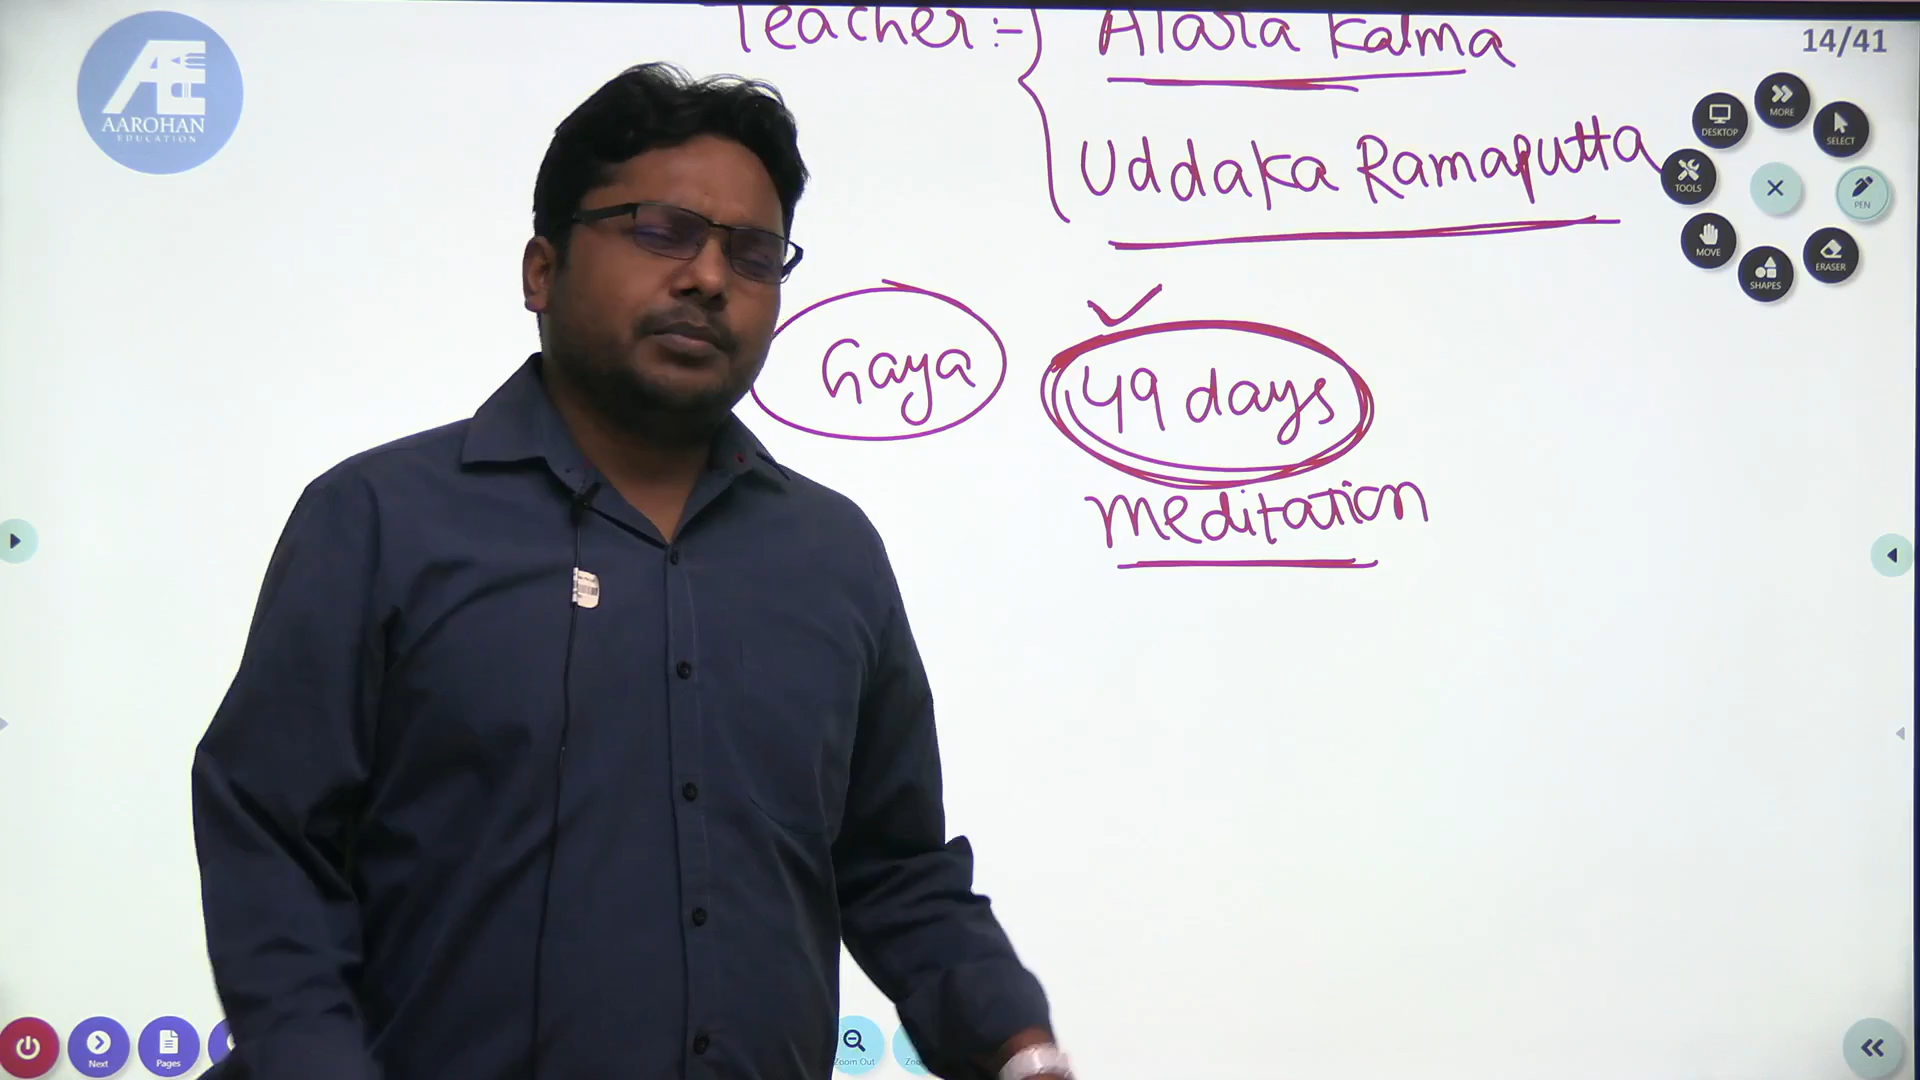 Teacher :- Alara Kalma
14/41
AAROHAN
EDUCATION
MORE
DESKTOP
SELECT
Uddaka Ramaputta
TOOLS
PEN
MOVE
ERASER
SHAPES
Gaya
49 days
meditation
Next
Pages
Zoom Out